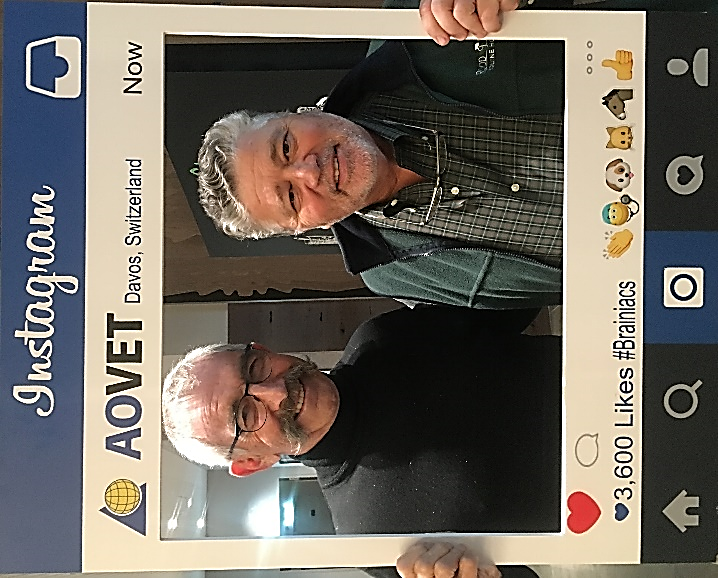 Instagram
AOVET
Davos, Switzerland
Now
3,600 Likes #Brainiacs